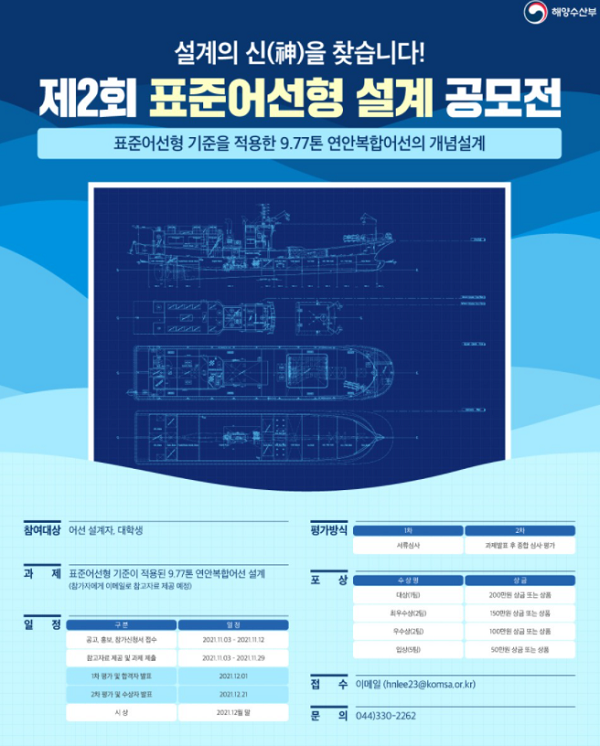 해양수산부
설계의 신(神)을 찾습니다!
제2회 표준어선형 설계 공모전
표준어선형 기준을 적용한 9.77톤 연안복합어선의 개념설계
참여대상 어선 설계자, 대학생
과 제 표준어선형 기준이 적용된 9.77톤 연안복합어선 설계
(참가자에게 이메일로 참고자료 제공 예정)
일 정
구 분 일 정
공고, 홍보, 참가신청서 접수 2021.11.03 - 2021.11.12
참고자료 제공 및 과제 제출 2021.11.03 - 2021.11.29
1차 평가 및 합격자 발표 2021.12.01
2차 평가 및 수상자 발표 2021.12.21
시 상 2021.12월 말
평가방식
1차 2차
서류심사 과제발표 후 종합 심사 평가
포 상
수 상 명 상 금
대상(1팀) 200만원 상금 또는 상품
최우수상(2팀) 150만원 상금 또는 상품
우수상(2팀) 100만원 상금 또는 상품
입상(5팀) 50만원 상금 또는 상품
접 수 이메일 (hnlee23@komsa.or.kr)
문 의 044)330-2262